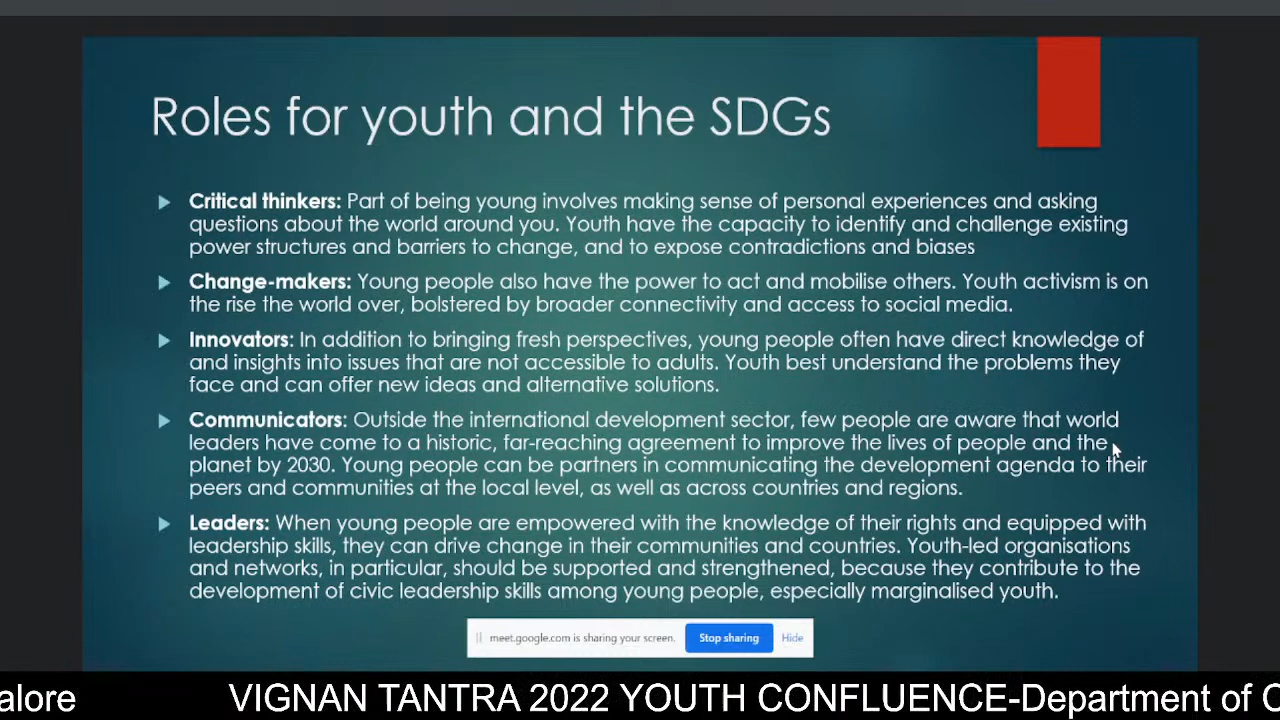 Roles for youth and the SDGs
Critical thinkers: Part of being young involves making sense of personal experiences and asking
questions about the world around you. Youth have the capacity to identify and challenge existing
power structures and barriers to change, and to expose contradictions and biases
Change-makers: Young people also have the power to act and mobilise others. Youth activism is on
the rise the world over, bolstered by broader connectivity and access to social media.
Innovators: In addition to bringing fresh perspectives, young people often have direct knowledge of
and insights into issues that are not accessible to adults. Youth best understand the problems they
face and can offer new ideas and alternative solutions.
Communicators: Outside the international development sector, few people are aware that world
leaders have come to a historic, far-reaching agreement to improve the lives of people and the
planet by 2030. Young people can be partners in communicating the development agenda to their
peers and communities at the local level, as well as across countries and regions.
Leaders: When young people are empowered with the knowledge of their rights and equipped with
leadership skills, they can drive change in their communities and countries. Youth-led organisations
and networks, in particular, should be supported and strengthened, because they contribute to the
development of civic leadership skills among young people, especially marginalised youth.
meet.google.com is sharing your screen. Stop sharing Hide
alore VIGNAN TANTRA 2022 YOUTH CONFLUENCE-Department of C